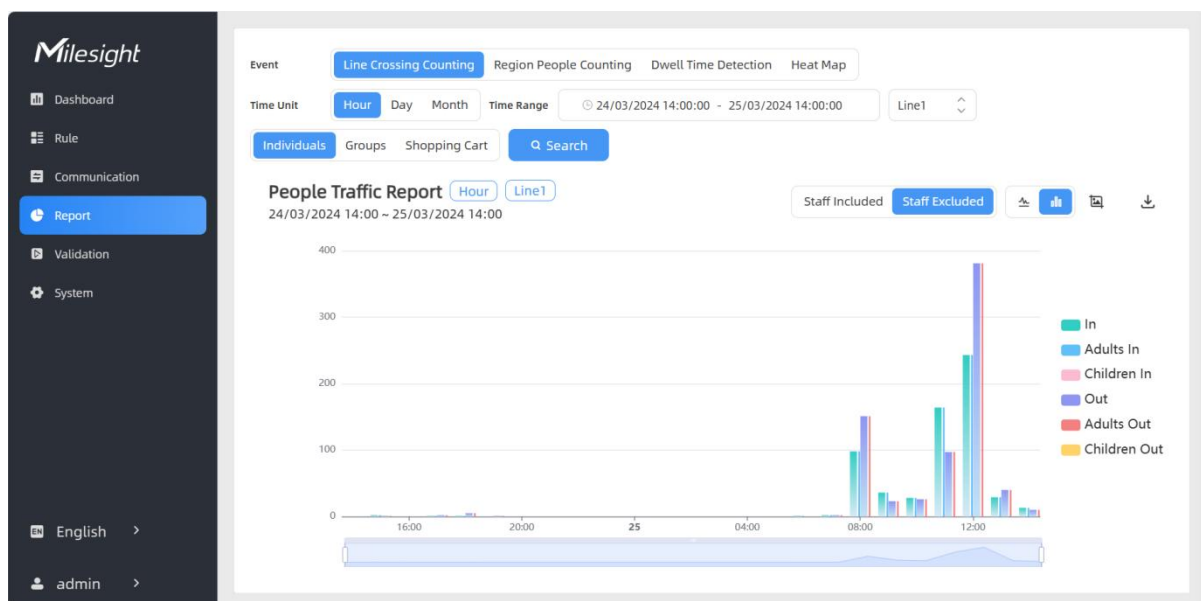 Milesight
Dashboard
Rule
Communication
Report
Validation
System
EN English >
admin >
Event Line Crossing Counting Region People Counting Dwell Time Detection Heat Map
Time Unit Hour Day Month Time Range 24/03/2024 14:00:00 - 25/03/2024 14:00:00 Line1
Individuals Groups Shopping Cart Search
People Traffic Report Hour Line1
24/03/2024 14:00 ~ 25/03/2024 14:00
Staff Included Staff Excluded
400
300
200
100
0
16:00 20:00 25 04:00 08:00 12:00
In
Adults In
Children In
Out
Adults Out
Children Out